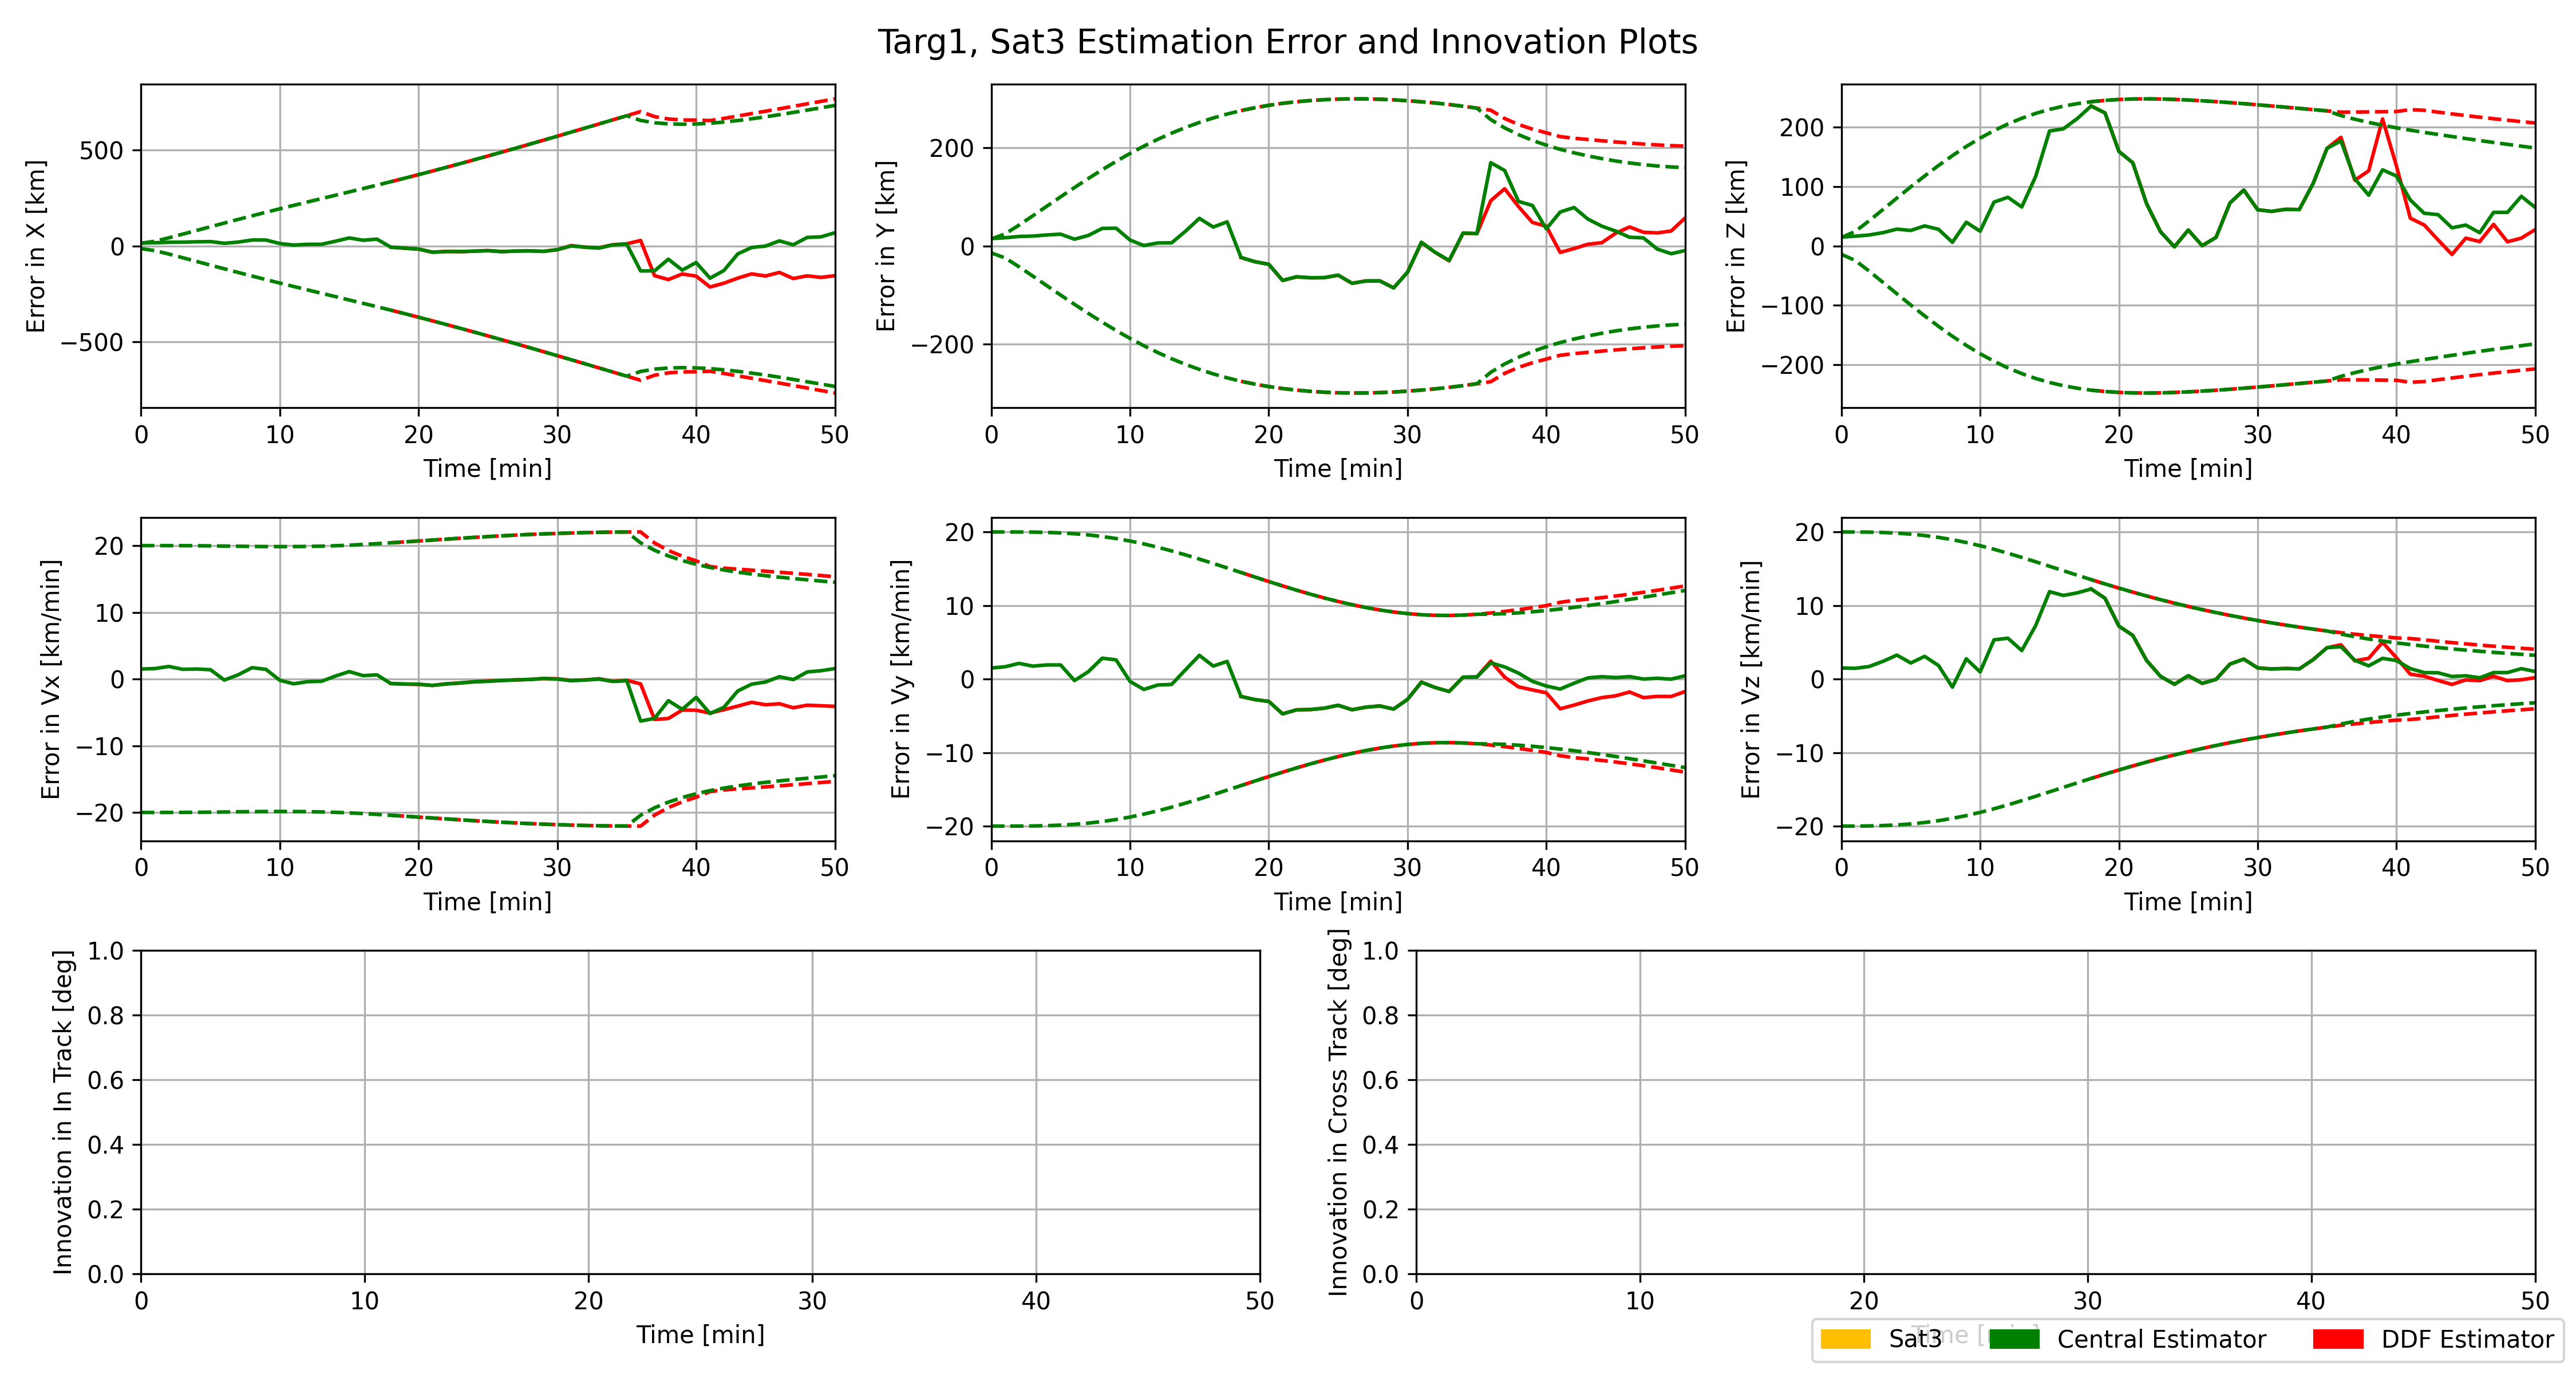 Targ1, Sat3 Estimation Error and Innovation Plots
Error in X [km]
500
0
−500
0 10 20 30 40 50
Time [min]
Error in Y [km]
200
0
−200
0 10 20 30 40 50
Time [min]
Error in Z [km]
200
100
0
−100
−200
0 10 20 30 40 50
Time [min]
Error in Vx [km/min]
20
10
0
−10
−20
0 10 20 30 40 50
Time [min]
Error in Vy [km/min]
20
10
0
−10
−20
0 10 20 30 40 50
Time [min]
Error in Vz [km/min]
20
10
0
−10
−20
0 10 20 30 40 50
Time [min]
Innovation in In Track [deg]
1.0
0.8
0.6
0.4
0.2
0.0
0 10 20 30 40 50
Time [min]
Innovation in Cross Track [deg]
1.0
0.8
0.6
0.4
0.2
0.0
0 10 20 30 40 50
Time [min]
Sat3 Central Estimator DDF Estimator